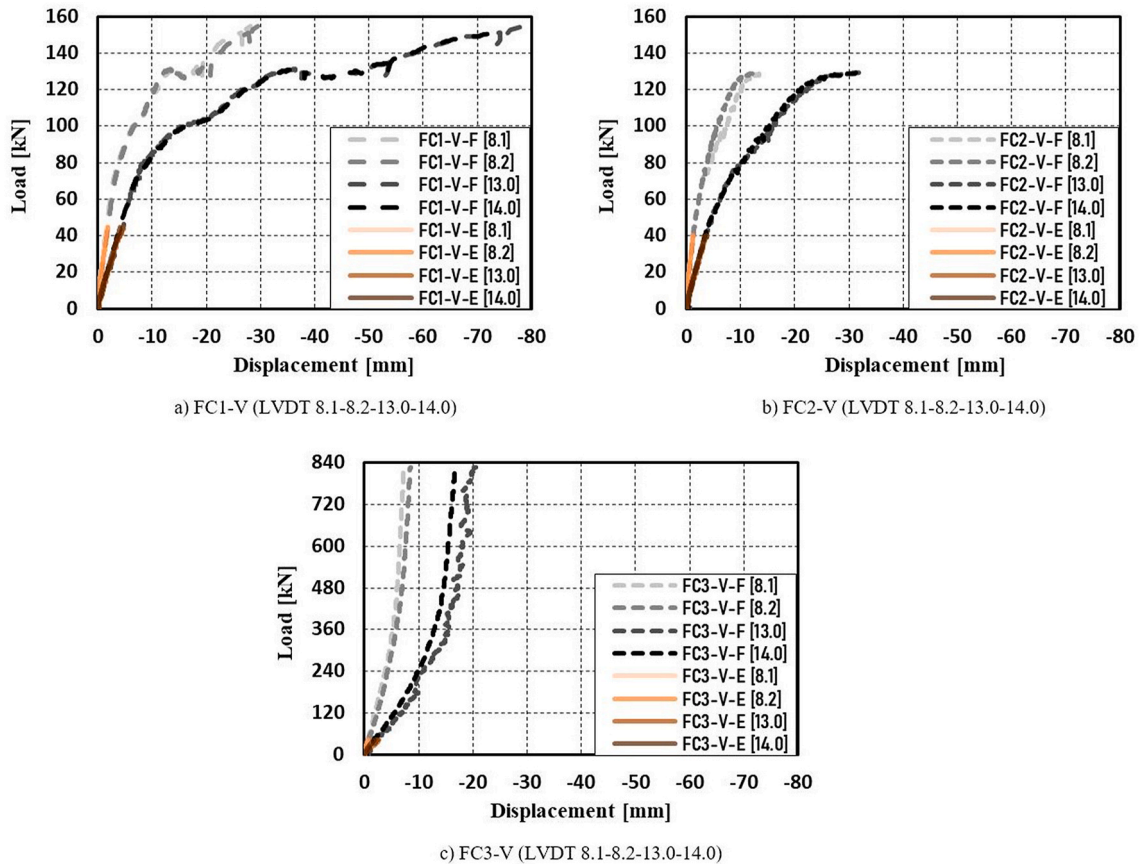 160
140
120
100
80
60
40
20
0
Load [kN]
FC1-V-F [8.1]
FC1-V-F [8.2]
FC1-V-F [13.0]
FC1-V-F [14.0]
FC1-V-E [8.1]
FC1-V-E [8.2]
FC1-V-E [13.0]
FC1-V-E [14.0]
0 -10 -20 -30 -40 -50 -60 -70 -80
Displacement [mm]
a) FC1-V (LVDT 8.1-8.2-13.0-14.0)
160
140
120
100
80
60
40
20
0
Load [kN]
FC2-V-F [8.1]
FC2-V-F [8.2]
FC2-V-F [13.0]
FC2-V-F [14.0]
FC2-V-E [8.1]
FC2-V-E [8.2]
FC2-V-E [13.0]
FC2-V-E [14.0]
0 -10 -20 -30 -40 -50 -60 -70 -80
Displacement [mm]
b) FC2-V (LVDT 8.1-8.2-13.0-14.0)
840
720
600
480
360
240
120
0
Load [kN]
FC3-V-F [8.1]
FC3-V-F [8.2]
FC3-V-F [13.0]
FC3-V-F [14.0]
FC3-V-E [8.1]
FC3-V-E [8.2]
FC3-V-E [13.0]
FC3-V-E [14.0]
0 -10 -20 -30 -40 -50 -60 -70 -80
Displacement [mm]
c) FC3-V (LVDT 8.1-8.2-13.0-14.0)